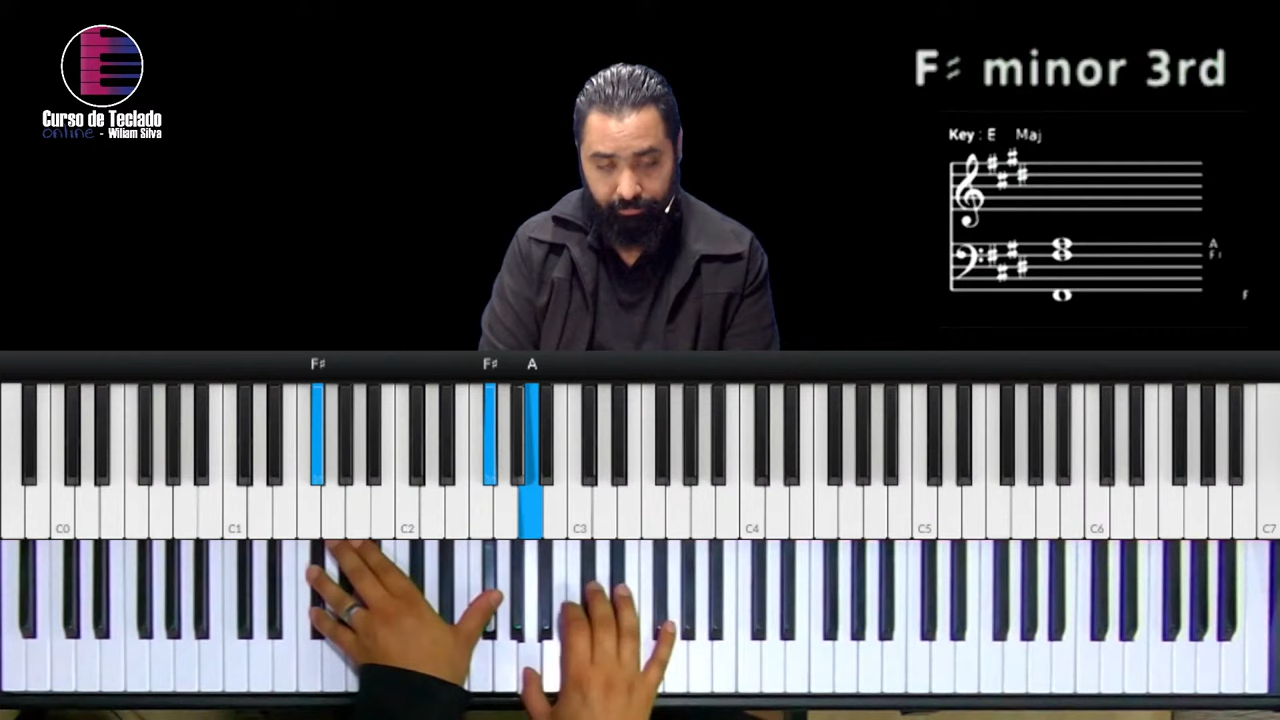 Curso de Teclado
online - Wiliam Silva
F♯ minor 3rd
Key : E Maj
A
F♯
F
F♯ F♯ A
C0 C1 C2 C3 C4 C5 C6 C7